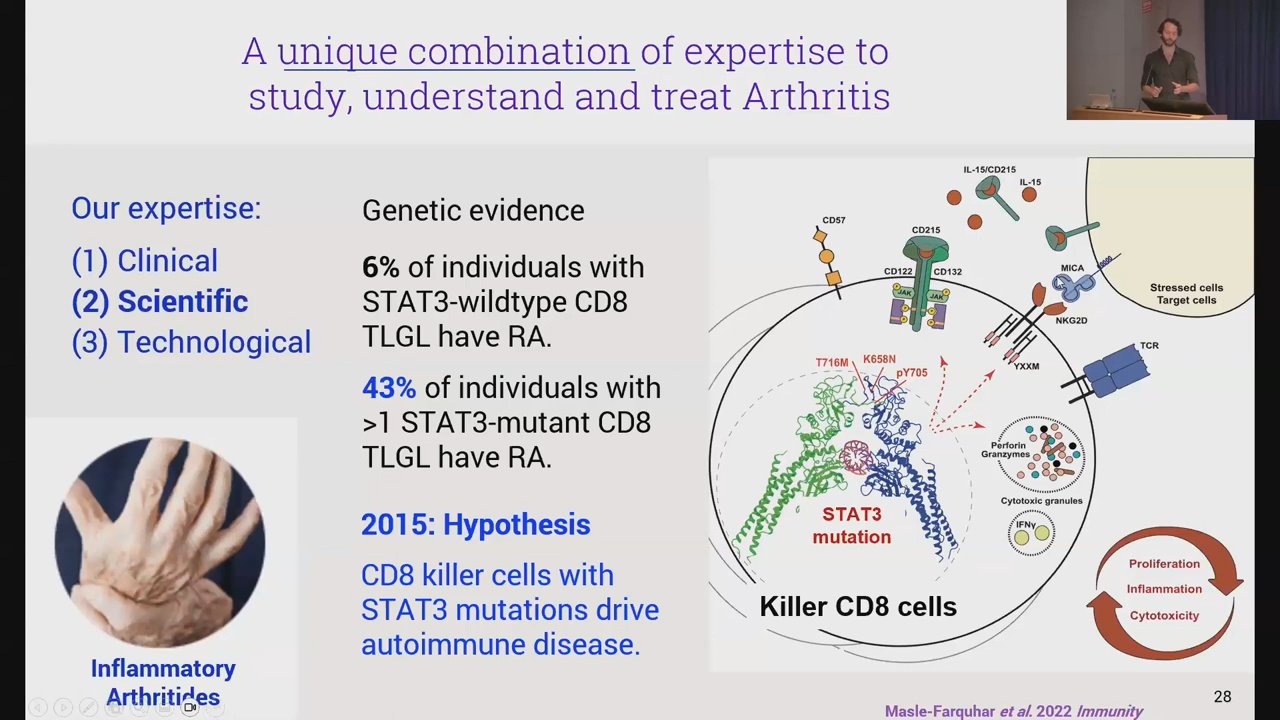 A unique combination of expertise to
study, understand and treat Arthritis
Our expertise:
(1) Clinical
(2) Scientific
(3) Technological
Inflammatory
Arthritides
Genetic evidence
6% of individuals with
STAT3-wildtype CD8
TLGL have RA.
43% of individuals with
>1 STAT3-mutant CD8
TLGL have RA.
2015: Hypothesis
CD8 killer cells with
STAT3 mutations drive
autoimmune disease.
IL-15/CD215
IL-15
CD57
CD215
CD122
CD132
JAK
JAK
MICA
NKG2D
YXXM
Stressed cells
Target cells
TCR
T716M
K658N
pY705
Perforin
Granzymes
Cytotoxic granules
IFNγ
STAT3
mutation
Killer CD8 cells
Proliferation
Inflammation
Cytotoxicity
28
Masle-Farquhar et al. 2022 Immunity